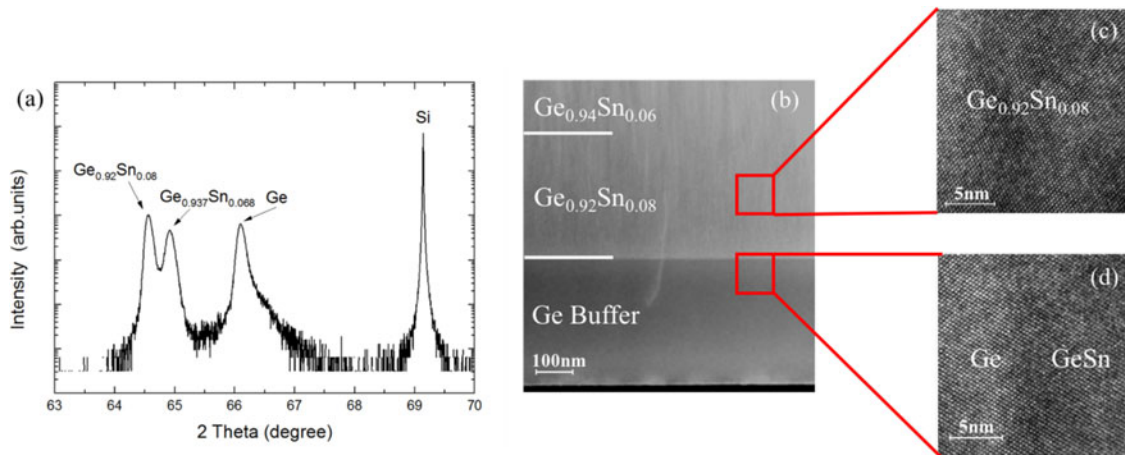 (a)
Intensity (arb.units)
Ge0.92Sn0.08
Ge0.937Sn0.068
Ge
Si
63 64 65 66 67 68 69 70
2 Theta (degree)
(b)
Ge0.94Sn0.06
Ge0.92Sn0.08
Ge Buffer
100nm
(c)
Ge0.92Sn0.08
5nm
(d)
Ge GeSn
5nm